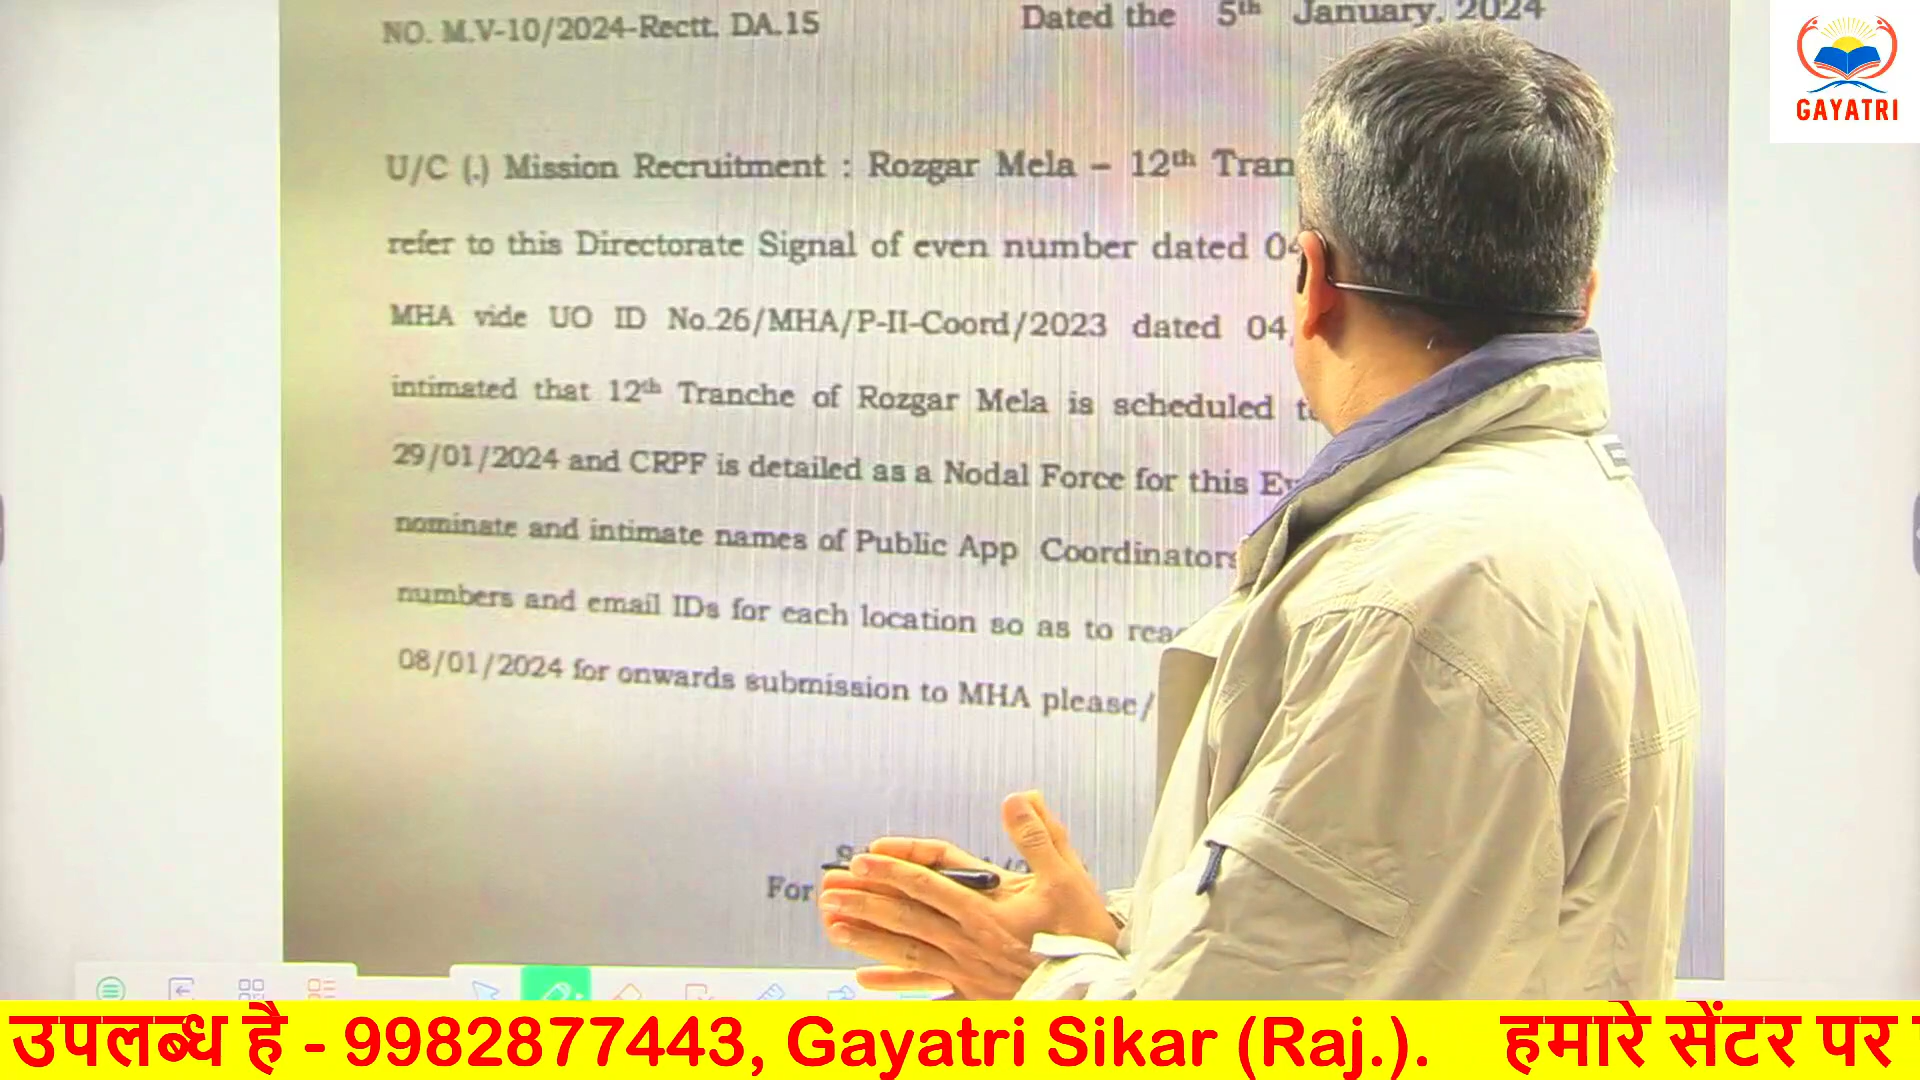 NO. M.V-10/2024-Rectt. DA.15 Dated the 5th January, 2024
GAYATRI
U/C (.) Mission Recruitment : Rozgar Mela – 12th Tran
refer to this Directorate Signal of even number dated 04
MHA vide UO ID No.26/MHA/P-II-Coord/2023 dated 04
intimated that 12th Tranche of Rozgar Mela is scheduled
29/01/2024 and CRPF is detailed as a Nodal Force for this
nominate and intimate names of Public App Coordinators
numbers and email IDs for each location so as to
08/01/2024 for onwards submission to MHA please/
For
उपलब्ध है - 9982877443, Gayatri Sikar (Raj.). हमारे सेंटर पर